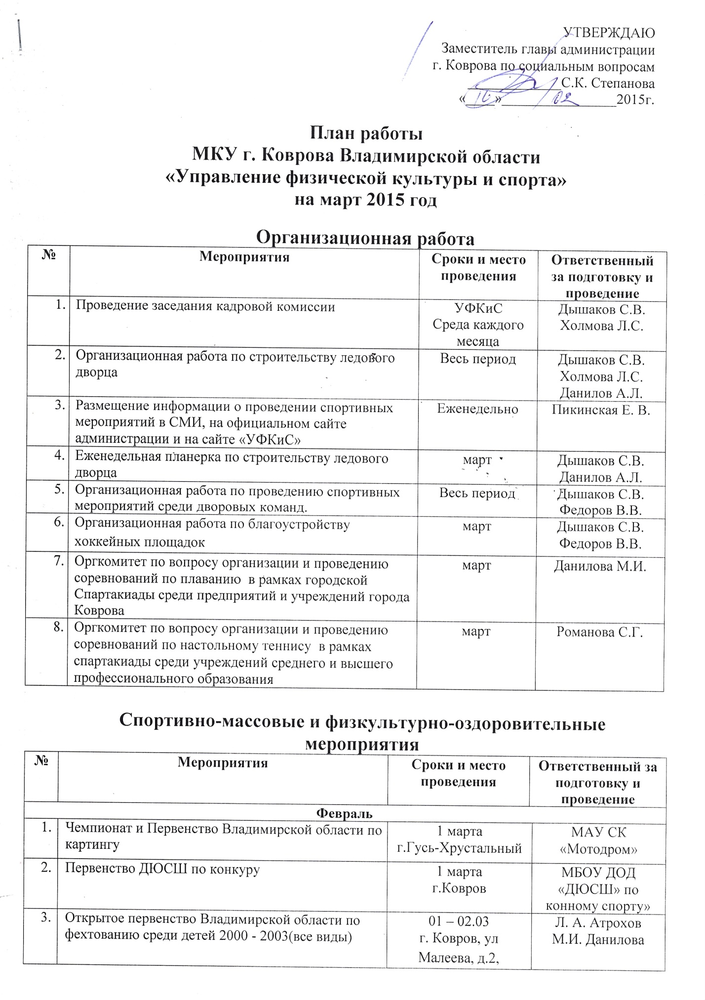 УТВЕРЖДАЮ
Заместитель главы администрации
г. Коврова по социальным вопросам
_____________С.К. Степанова
«____»________________2015г.
02
План работы
МКУ г. Коврова Владимирской области
«Управление физической культуры и спорта»
на март 2015 год
Организационная работа
№ Мероприятия Сроки и место Ответственный
проведения за подготовку и
проведение
1. Проведение заседания кадровой комиссии УФКиС Дышаков С.В.
Среда каждого Холмова Л.С.
месяца
2. Организационная работа по строительству ледового Весь период Дышаков С.В.
дворца Холмова Л.С.
Данилов А.Л.
3. Размещение информации о проведении спортивных Еженедельно Пикинская Е. В.
мероприятий в СМИ, на официальном сайте
администрации и на сайте «УФКиС»
4. Еженедельная планерка по строительству ледового март Дышаков С.В.
дворца Данилов А.Л.
5. Организационная работа по проведению спортивных Весь период Дышаков С.В.
мероприятий среди дворовых команд. Федоров В.В.
6. Организационная работа по благоустройству март Дышаков С.В.
хоккейных площадок Федоров В.В.
7. Оргкомитет по вопросу организации и проведению март Данилова М.И.
соревнований по плаванию в рамках городской
Спартакиады среди предприятий и учреждений города
Коврова
8. Оргкомитет по вопросу организации и проведению март Романова С.Г.
соревнований по настольному теннису в рамках
спартакиады среди учреждений среднего и высшего
профессионального образования
Спортивно-массовые и физкультурно-оздоровительные
мероприятия
№ Мероприятия Сроки и место Ответственный за
проведения подготовку и
проведение
Февраль
1. Чемпионат и Первенство Владимирской области по 1 марта МАУ СК
картингу г.Гусь-Хрустальный «Мотодром»
2. Первенство ДЮСШ по конкуру 1 марта МБОУ ДОД
г.Ковров «ДЮСШ» по
конному спорту»
3. Открытое первенство Владимирской области по 01 – 02.03 Л. А. Атрохов
фехтованию среди детей 2000 - 2003(все виды) г. Ковров, ул М.И. Данилова
Малеева, д.2,